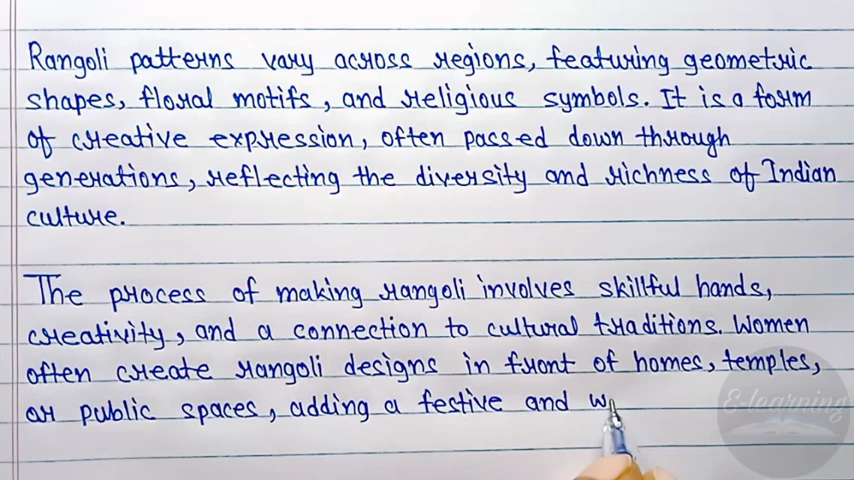 Rangoli patterns vary across regions, featuring geometric
shapes, floral motifs, and religious symbols. It is a form
of creative expression, often passed down through
generations, reflecting the diversity and richness of Indian
culture.
The process of making rangoli involves skillful hands,
creativity, and a connection to cultural traditions. Women
often create rangoli designs in front of homes, temples,
or public spaces, adding a festive and w
E-learning